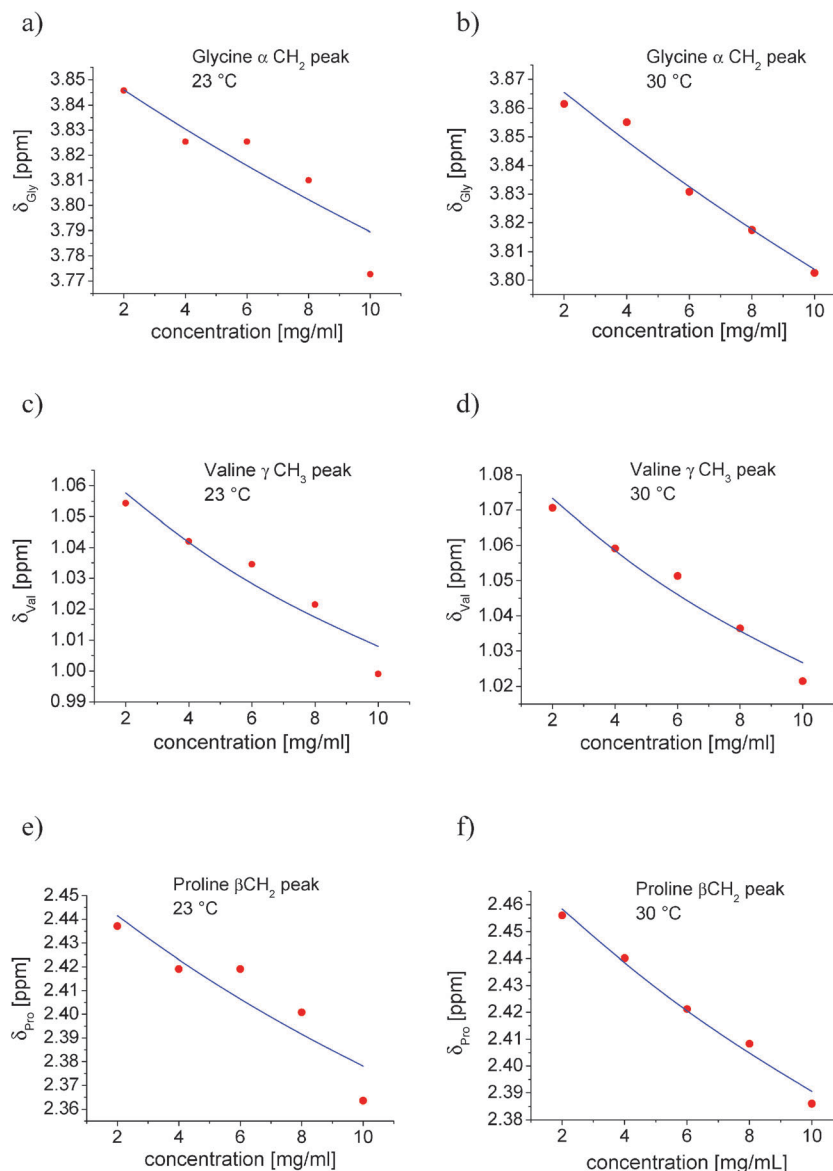 a)
Glycine α CH₂ peak
23 °C
3.85
3.84
3.83
3.82
3.81
3.80
3.79
3.78
3.77
δGly [ppm]
2 4 6 8 10
concentration [mg/ml]
b)
Glycine α CH₂ peak
30 °C
3.87
3.86
3.85
3.84
3.83
3.82
3.81
3.80
δGly [ppm]
2 4 6 8 10
concentration [mg/ml]
c)
Valine γ CH₃ peak
23 °C
1.06
1.05
1.04
1.03
1.02
1.01
1.00
0.99
δVal [ppm]
2 4 6 8 10
concentration [mg/ml]
d)
Valine γ CH₃ peak
30 °C
1.08
1.07
1.06
1.05
1.04
1.03
1.02
δVal [ppm]
2 4 6 8 10
concentration [mg/ml]
e)
Proline βCH₂ peak
23 °C
2.45
2.44
2.43
2.42
2.41
2.40
2.39
2.38
2.37
2.36
δPro [ppm]
2 4 6 8 10
concentration [mg/ml]
f)
Proline βCH₂ peak
30 °C
2.46
2.45
2.44
2.43
2.42
2.41
2.40
2.39
2.38
δPro [ppm]
2 4 6 8 10
concentration [mg/mL]